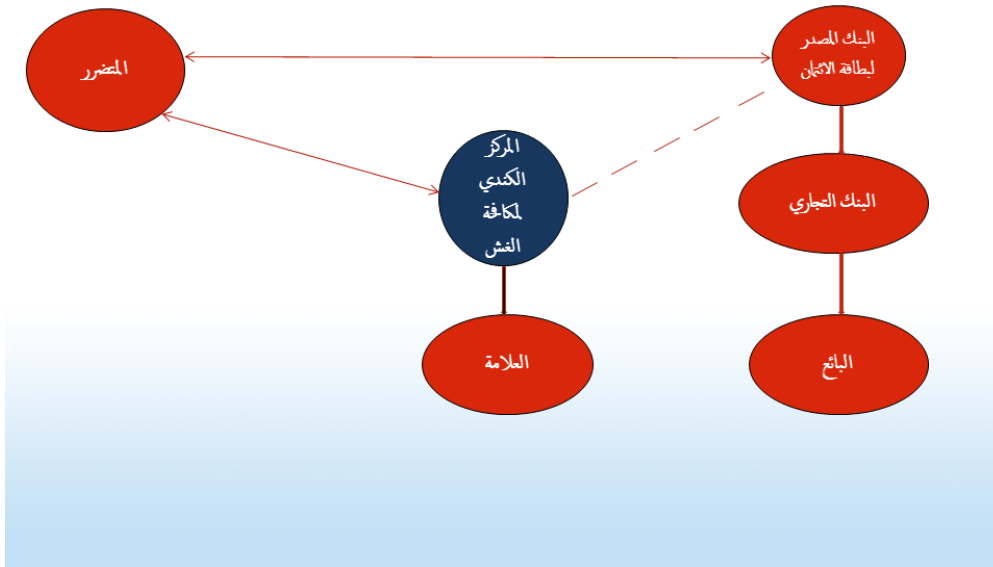 البنك المصدر
لبطاقة الائتمان
المتضرر
المركز
الكندي
لمكافحة
الغش
البنك التجاري
العلامة
البائع